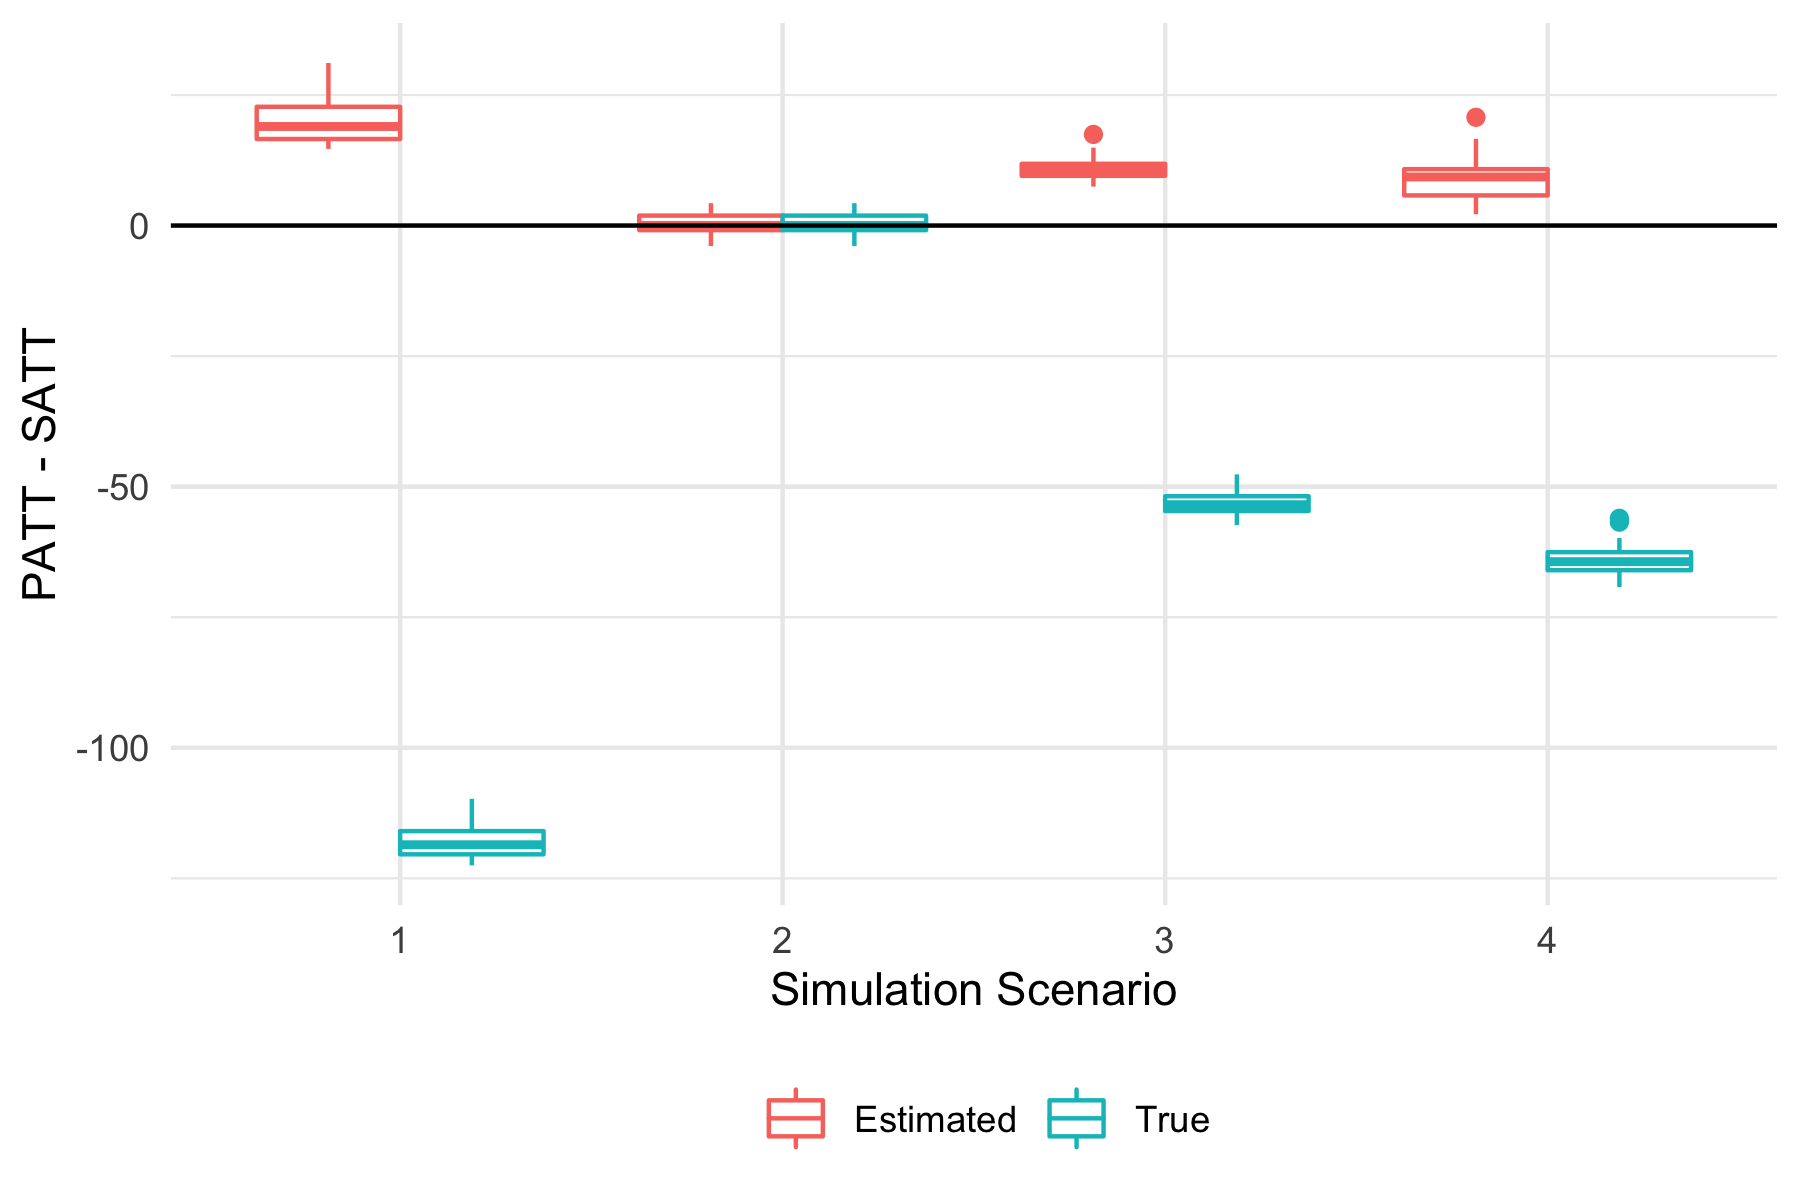 PATT - SATT
0
-50
-100
1 2 3 4
Simulation Scenario
Estimated True